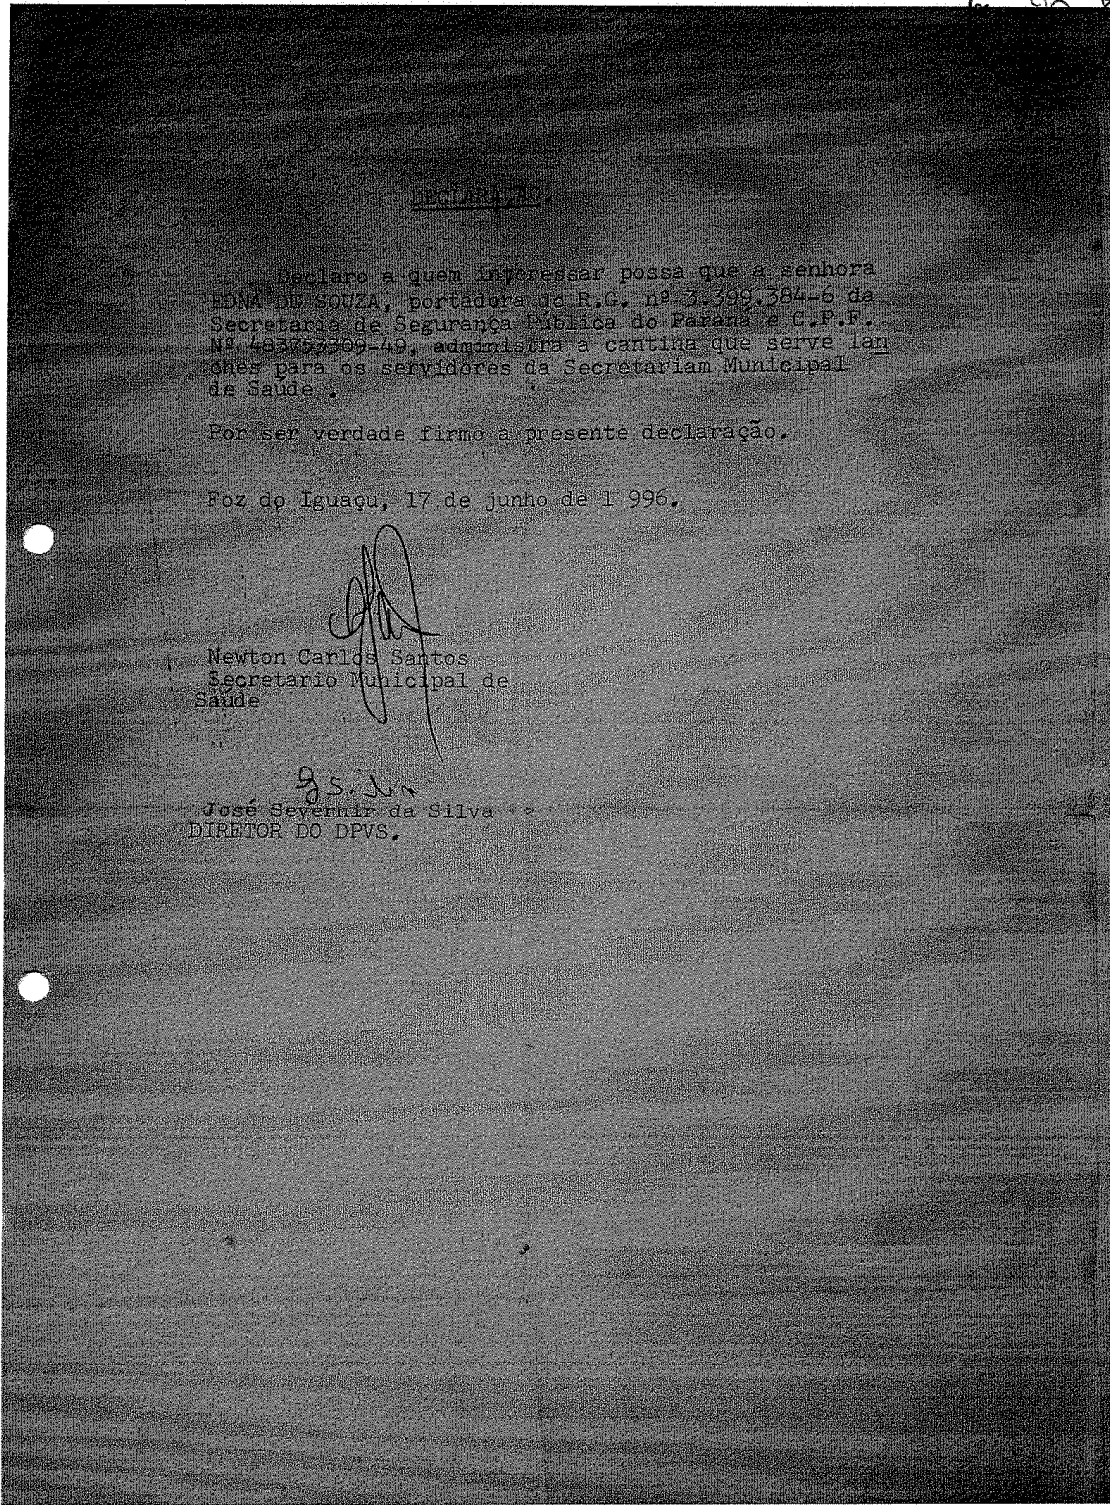 DECLARAÇÃO.
Declaro a quem interessar possa que a senhora
EDNA DE SOUZA, portadora do R.G. nº 3.399.384-6 da
Secretaria de Segurança Pública do Paraná e C.P.F.
Nº 483757309-49, administra a cantina que serve lan
ches para os servidores da Secretariam Municipal
de Saúde.
Por ser verdade firmo a presente declaração.
Foz do Iguaçu, 17 de junho de 1 996.
Newton Carlos Santos
Secretario Municipal de
Saúde
José Severnir da Silva
DIRETOR DO DPVS.